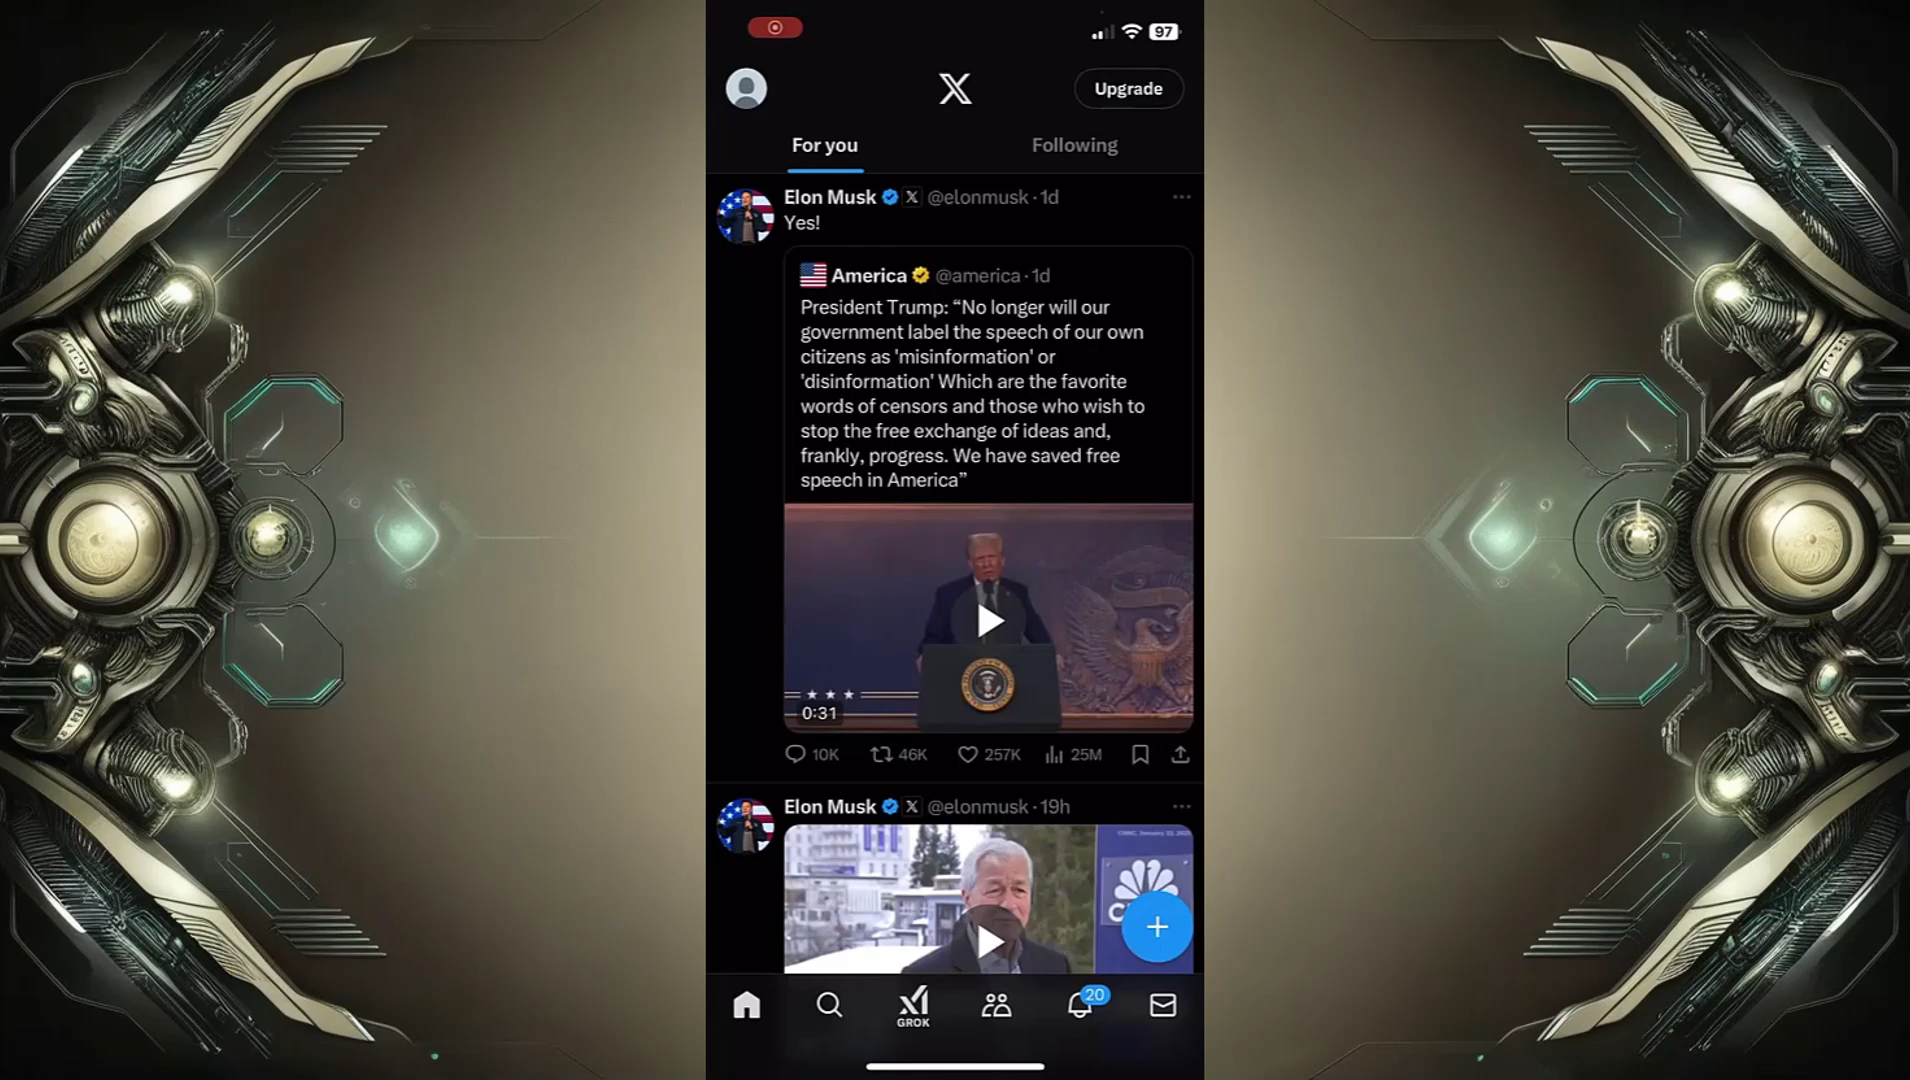 97
Upgrade
For you
Following
Elon Musk @elonmusk · 1d
Yes!
America @america · 1d
President Trump: “No longer will our
government label the speech of our own
citizens as 'misinformation' or
'disinformation' Which are the favorite
words of censors and those who wish to
stop the free exchange of ideas and,
frankly, progress. We have saved free
speech in America”
0:31
10K 46K 257K 25M
Elon Musk @elonmusk · 19h
GROK
20